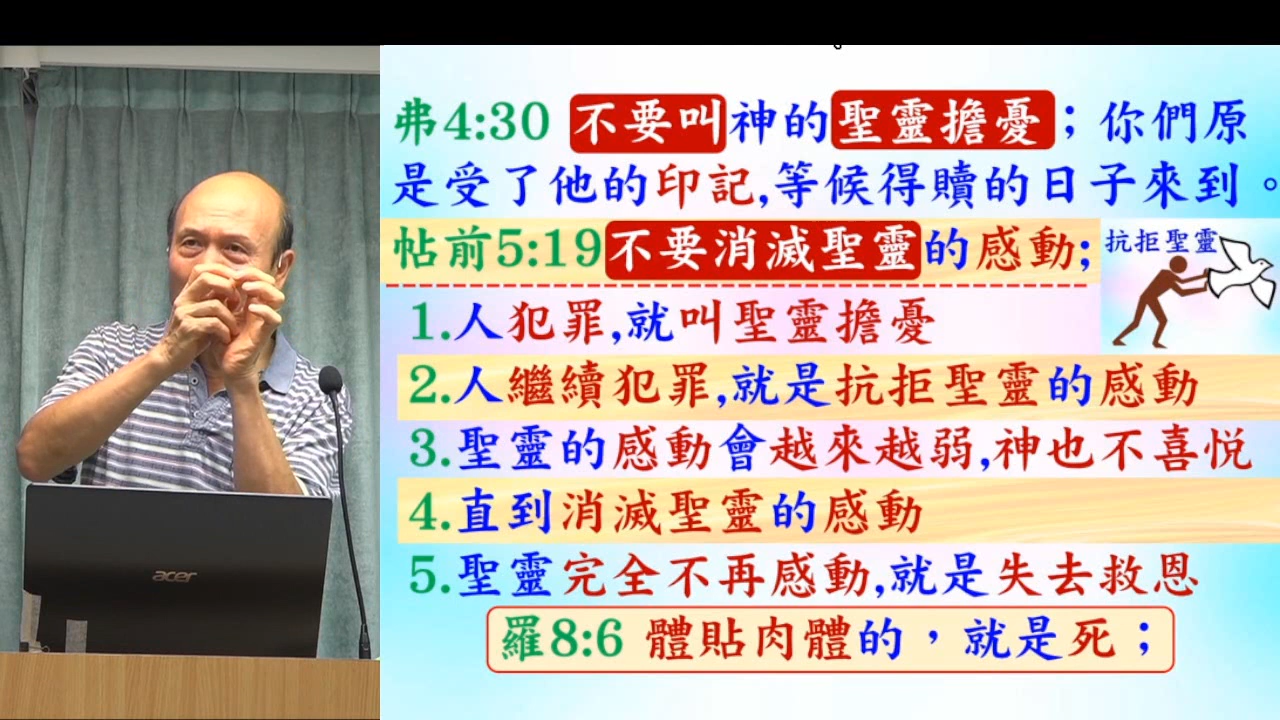 弗4:30 不要叫神的聖靈擔憂；你們原
是受了他的印記,等候得贖的日子來到。
帖前5:19不要消滅聖靈的感動;
抗拒聖靈
1.人犯罪,就叫聖靈擔憂
2.人繼續犯罪,就是抗拒聖靈的感動
3.聖靈的感動會越來越弱,神也不喜悅
4.直到消滅聖靈的感動
5.聖靈完全不再感動,就是失去救恩
羅8:6 體貼肉體的，就是死；
acer